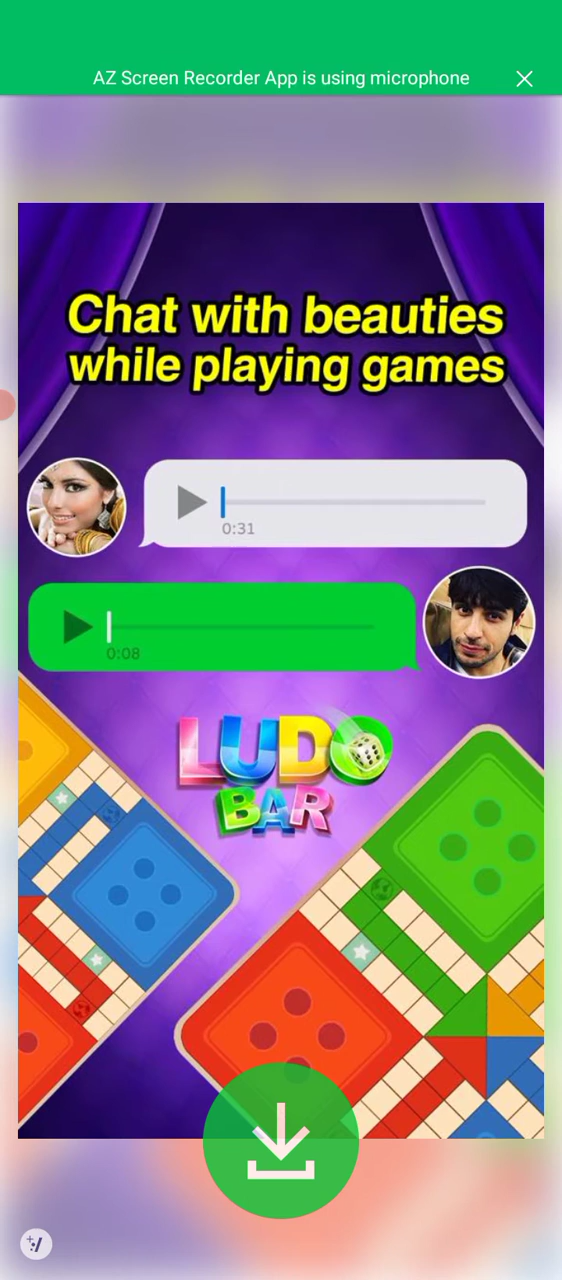 AZ Screen Recorder App is using microphone
Chat with beauties
while playing games
0:31
0:08
LUDO
BAR